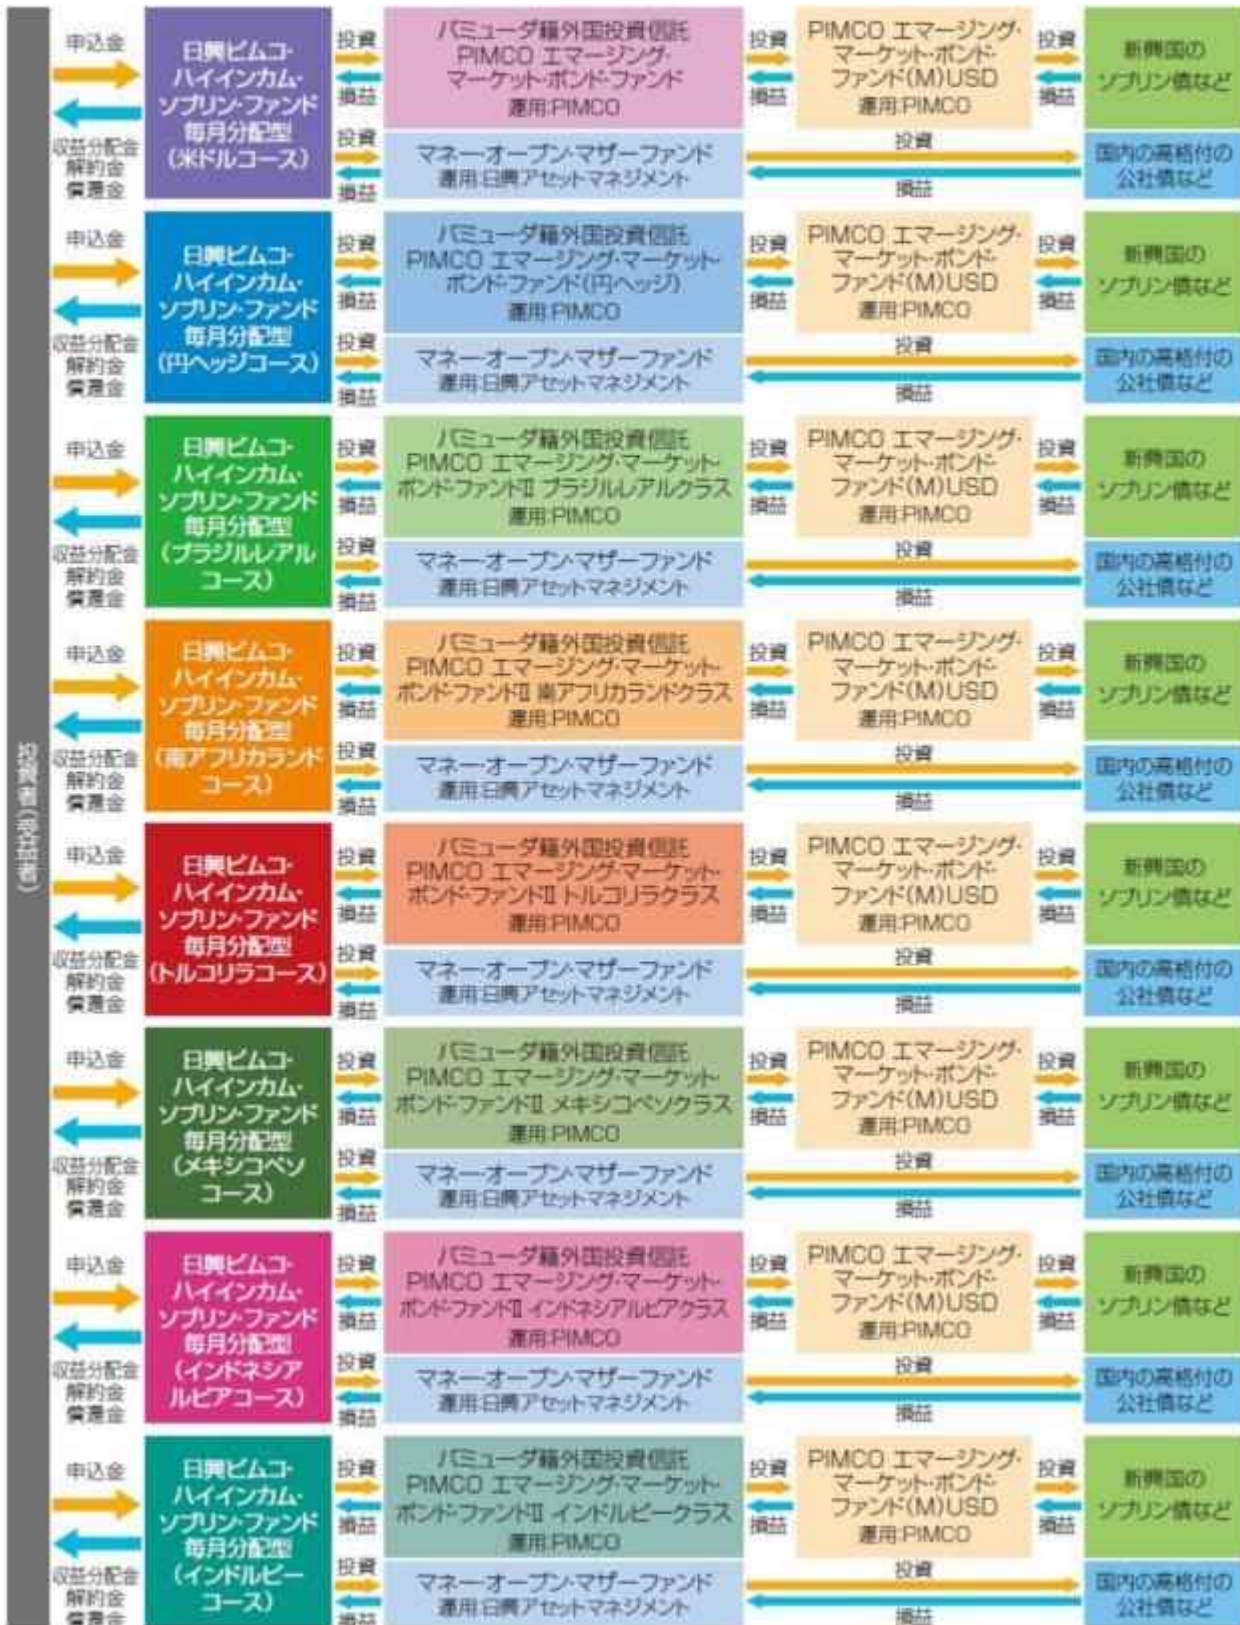 投資者(受益者)
申込金
収益分配金
解約金
償還金
日興ピムコ・
ハイインカム・
ソブリン・ファンド
毎月分配型
(米ドルコース)
投資
損益
投資
損益
バミューダ籍外国投資信託
PIMCO エマージング・
マーケット・ボンド・ファンド
運用:PIMCO
投資
損益
PIMCO エマージング・
マーケット・ボンド・
ファンド(M)USD
運用:PIMCO
投資
損益
新興国の
ソブリン債など
マネー・オープン・マザーファンド
運用:日興アセットマネジメント
投資
損益
国内の高格付の
公社債など
申込金
収益分配金
解約金
償還金
日興ピムコ・
ハイインカム・
ソブリン・ファンド
毎月分配型
(円ヘッジコース)
投資
損益
投資
損益
バミューダ籍外国投資信託
PIMCO エマージング・マーケット・
ボンド・ファンド(円ヘッジ)
運用:PIMCO
投資
損益
PIMCO エマージング・
マーケット・ボンド・
ファンド(M)USD
運用:PIMCO
投資
損益
新興国の
ソブリン債など
マネー・オープン・マザーファンド
運用:日興アセットマネジメント
投資
損益
国内の高格付の
公社債など
申込金
収益分配金
解約金
償還金
日興ピムコ・
ハイインカム・
ソブリン・ファンド
毎月分配型
(ブラジルレアル
コース)
投資
損益
投資
損益
バミューダ籍外国投資信託
PIMCO エマージング・マーケット・
ボンド・ファンドⅡ ブラジルレアルクラス
運用:PIMCO
投資
損益
PIMCO エマージング・
マーケット・ボンド・
ファンド(M)USD
運用:PIMCO
投資
損益
新興国の
ソブリン債など
マネー・オープン・マザーファンド
運用:日興アセットマネジメント
投資
損益
国内の高格付の
公社債など
申込金
収益分配金
解約金
償還金
日興ピムコ・
ハイインカム・
ソブリン・ファンド
毎月分配型
(南アフリカランド
コース)
投資
損益
投資
損益
バミューダ籍外国投資信託
PIMCO エマージング・マーケット・
ボンド・ファンドⅡ 南アフリカランドクラス
運用:PIMCO
投資
損益
PIMCO エマージング・
マーケット・ボンド・
ファンド(M)USD
運用:PIMCO
投資
損益
新興国の
ソブリン債など
マネー・オープン・マザーファンド
運用:日興アセットマネジメント
投資
損益
国内の高格付の
公社債など
申込金
収益分配金
解約金
償還金
日興ピムコ・
ハイインカム・
ソブリン・ファンド
毎月分配型
(トルコリラコース)
投資
損益
投資
損益
バミューダ籍外国投資信託
PIMCO エマージング・マーケット・
ボンド・ファンドⅡ トルコリラクラス
運用:PIMCO
投資
損益
PIMCO エマージング・
マーケット・ボンド・
ファンド(M)USD
運用:PIMCO
投資
損益
新興国の
ソブリン債など
マネー・オープン・マザーファンド
運用:日興アセットマネジメント
投資
損益
国内の高格付の
公社債など
申込金
収益分配金
解約金
償還金
日興ピムコ・
ハイインカム・
ソブリン・ファンド
毎月分配型
(メキシコペソ
コース)
投資
損益
投資
損益
バミューダ籍外国投資信託
PIMCO エマージング・マーケット・
ボンド・ファンドⅡ メキシコペソクラス
運用:PIMCO
投資
損益
PIMCO エマージング・
マーケット・ボンド・
ファンド(M)USD
運用:PIMCO
投資
損益
新興国の
ソブリン債など
マネー・オープン・マザーファンド
運用:日興アセットマネジメント
投資
損益
国内の高格付の
公社債など
申込金
収益分配金
解約金
償還金
日興ピムコ・
ハイインカム・
ソブリン・ファンド
毎月分配型
(インドネシア
ルピアコース)
投資
損益
投資
損益
バミューダ籍外国投資信託
PIMCO エマージング・マーケット・
ボンド・ファンドⅡ インドネシアルピアクラス
運用:PIMCO
投資
損益
PIMCO エマージング・
マーケット・ボンド・
ファンド(M)USD
運用:PIMCO
投資
損益
新興国の
ソブリン債など
マネー・オープン・マザーファンド
運用:日興アセットマネジメント
投資
損益
国内の高格付の
公社債など
申込金
収益分配金
解約金
償還金
日興ピムコ・
ハイインカム・
ソブリン・ファンド
毎月分配型
(インドルピー
コース)
投資
損益
投資
損益
バミューダ籍外国投資信託
PIMCO エマージング・マーケット・
ボンド・ファンドⅡ インドルピークラス
運用:PIMCO
投資
損益
PIMCO エマージング・
マーケット・ボンド・
ファンド(M)USD
運用:PIMCO
投資
損益
新興国の
ソブリン債など
マネー・オープン・マザーファンド
運用:日興アセットマネジメント
投資
損益
国内の高格付の
公社債など